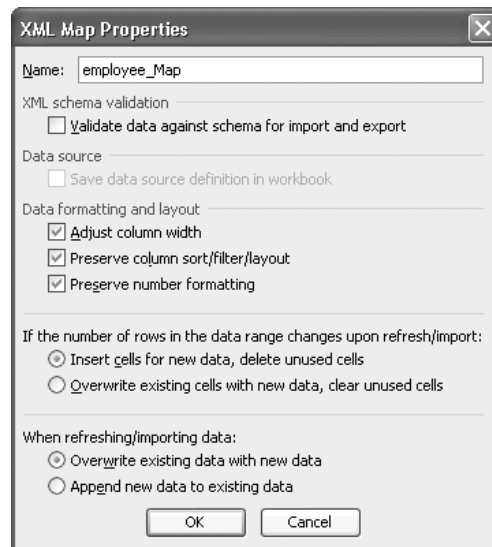 XML Map Properties
Name: employee_Map
XML schema validation
Validate data against schema for import and export
Data source
Save data source definition in workbook
Data formatting and layout
Adjust column width
Preserve column sort/filter/layout
Preserve number formatting
If the number of rows in the data range changes upon refresh/import:
Insert cells for new data, delete unused cells
Overwrite existing cells with new data, clear unused cells
When refreshing/importing data:
Overwrite existing data with new data
Append new data to existing data
OK Cancel